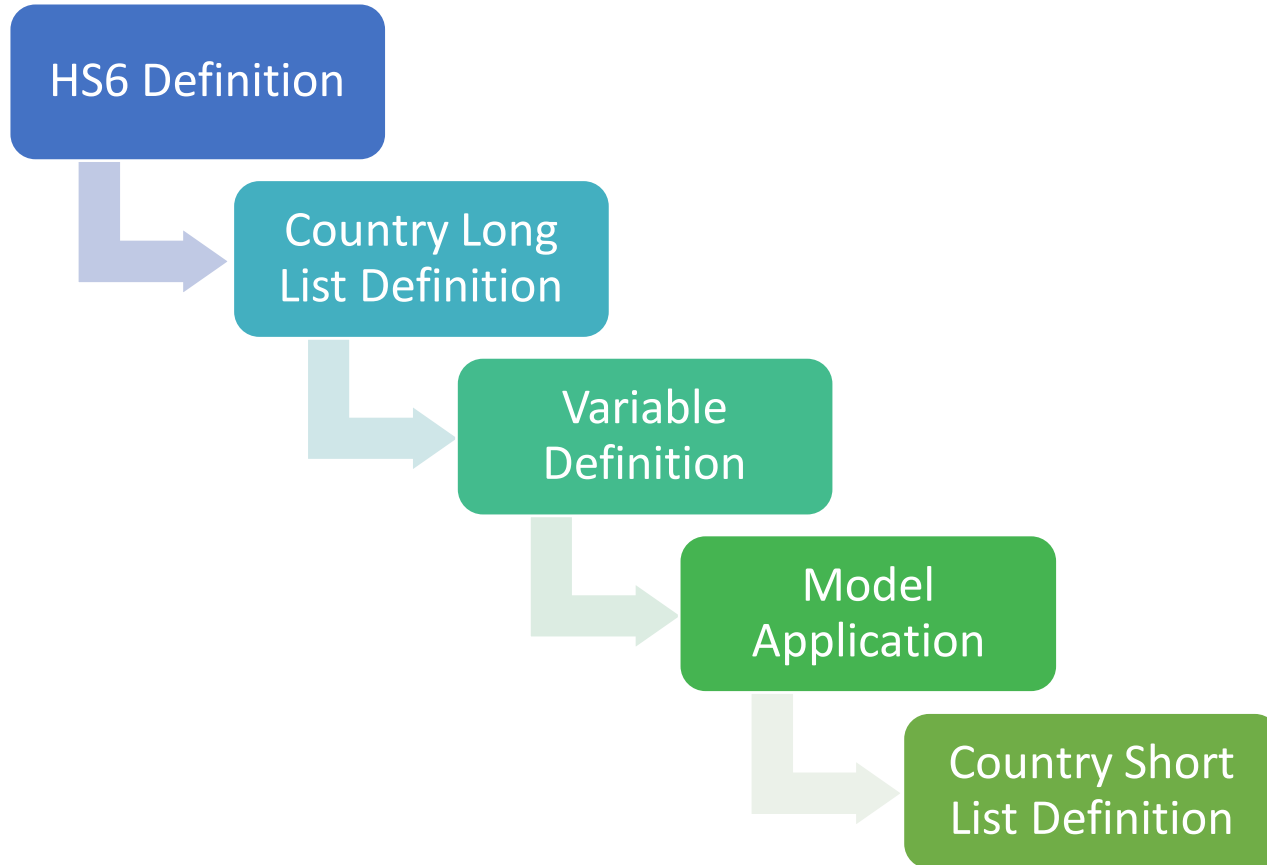 HS6 Definition
Country Long
List Definition
Variable
Definition
Model
Application
Country Short
List Definition